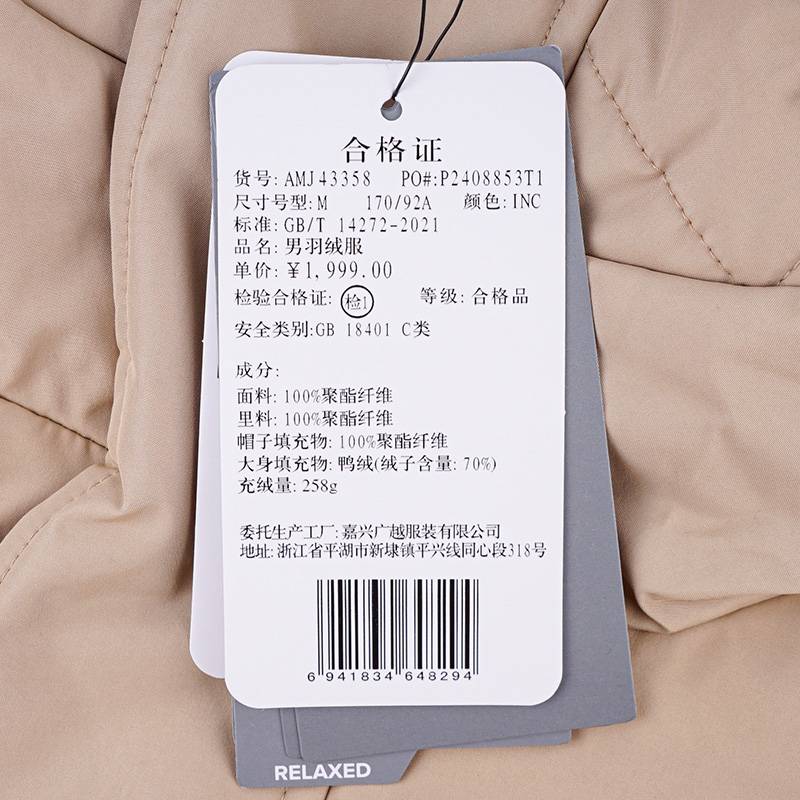 合格证
货号: AMJ43358 PO#:P2408853T1
尺寸号型: M 170/92A 颜色: INC
标准: GB/T 14272-2021
品名: 男羽绒服
单价: ¥1,999.00
检验合格证: 检1 等级: 合格品
安全类别:GB 18401 C类
成分:
面料: 100%聚酯纤维
里料: 100%聚酯纤维
帽子填充物: 100%聚酯纤维
大身填充物: 鸭绒(绒子含量: 70%)
充绒量: 258g
委托生产工厂: 嘉兴广越服装有限公司
地址: 浙江省平湖市新埭镇平兴线同心段318号
6 941834 648294
RELAXED